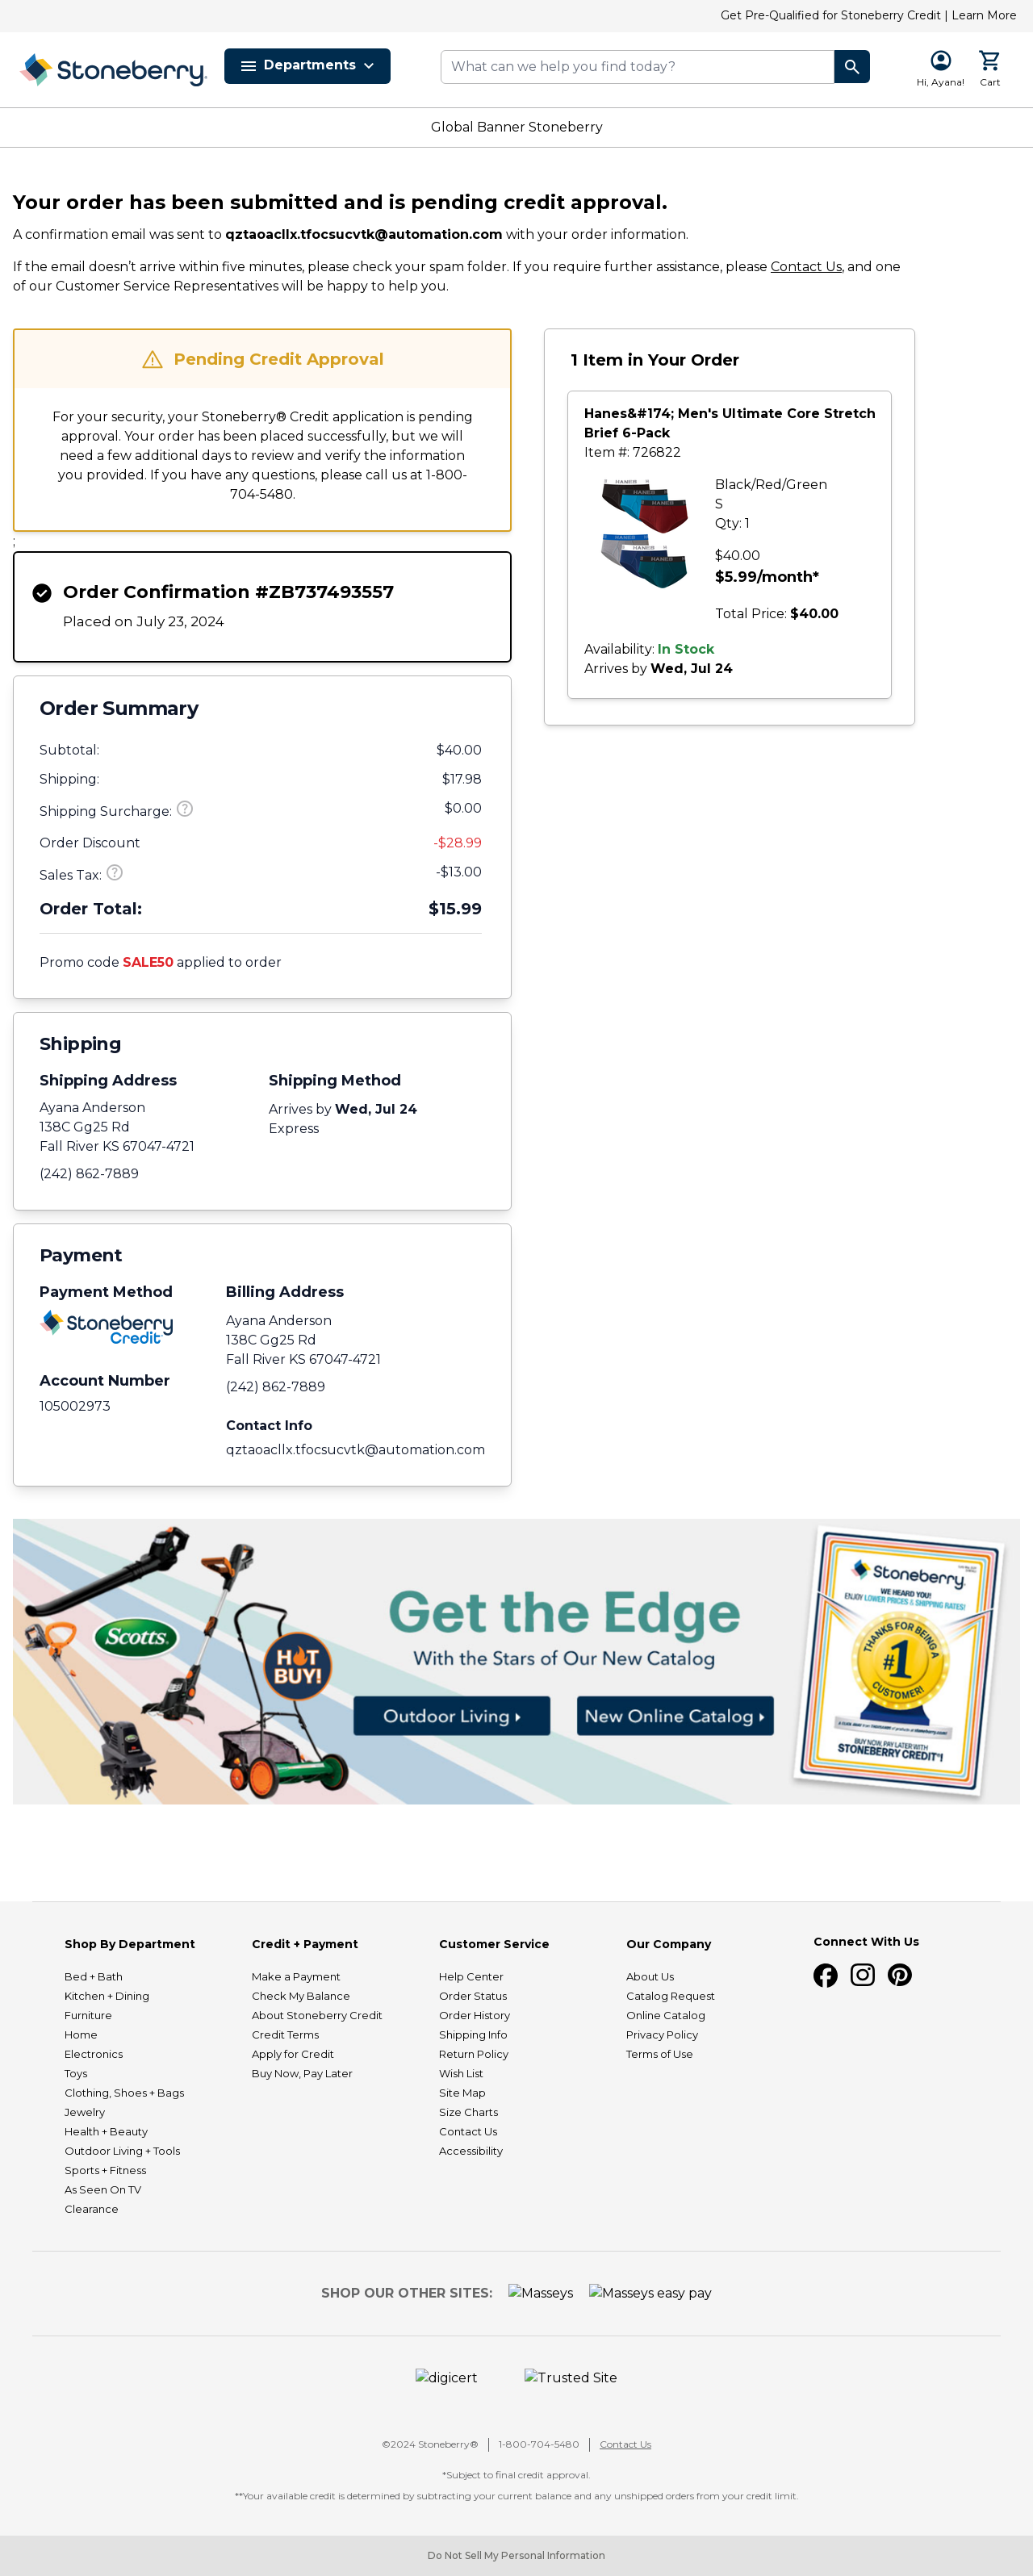 Get Pre-Qualified for Stoneberry Credit | Learn More
Stoneberry
Departments
What can we help you find today?
Hi, Ayana!
Cart
Global Banner Stoneberry
Your order has been submitted and is pending credit approval.
A confirmation email was sent to qztaoacllx.tfocsucvtk@automation.com with your order information.
If the email doesn’t arrive within five minutes, please check your spam folder. If you require further assistance, please Contact Us, and one
of our Customer Service Representatives will be happy to help you.
Pending Credit Approval
For your security, your Stoneberry® Credit application is pending
approval. Your order has been placed successfully, but we will
need a few additional days to review and verify the information
you provided. If you have any questions, please call us at 1-800-
704-5480.
;
Order Confirmation #ZB737493557
Placed on July 23, 2024
Order Summary
Subtotal: $40.00
Shipping: $17.98
Shipping Surcharge: $0.00
Order Discount -$28.99
Sales Tax: -$13.00
Order Total: $15.99
Promo code SALE50 applied to order
Shipping
Shipping Address
Ayana Anderson
138C Gg25 Rd
Fall River KS 67047-4721
(242) 862-7889
Shipping Method
Arrives by Wed, Jul 24
Express
Payment
Payment Method
Stoneberry
Credit
Account Number
105002973
Billing Address
Ayana Anderson
138C Gg25 Rd
Fall River KS 67047-4721
(242) 862-7889
Contact Info
qztaoacllx.tfocsucvtk@automation.com
1 Item in Your Order
Hanes&#174; Men's Ultimate Core Stretch
Brief 6-Pack
Item #: 726822
Black/Red/Green
S
Qty: 1
$40.00
$5.99/month*
Total Price: $40.00
Availability: In Stock
Arrives by Wed, Jul 24
Scotts
HOT
BUY!
Get the Edge
With the Stars of Our New Catalog
Outdoor Living
New Online Catalog
Stoneberry
WE HEARD YOU!
ENJOY LOWER PRICES & SHIPPING RATES!
THANKS FOR BEING A
#1
CUSTOMER!
BUY NOW, PAY LATER WITH
STONEBERRY CREDIT*!
Shop By Department
Bed + Bath
Kitchen + Dining
Furniture
Home
Electronics
Toys
Clothing, Shoes + Bags
Jewelry
Health + Beauty
Outdoor Living + Tools
Sports + Fitness
As Seen On TV
Clearance
Credit + Payment
Make a Payment
Check My Balance
About Stoneberry Credit
Credit Terms
Apply for Credit
Buy Now, Pay Later
Customer Service
Help Center
Order Status
Order History
Shipping Info
Return Policy
Wish List
Site Map
Size Charts
Contact Us
Accessibility
Our Company
About Us
Catalog Request
Online Catalog
Privacy Policy
Terms of Use
Connect With Us
SHOP OUR OTHER SITES: Masseys Masseys easy pay
digicert Trusted Site
©2024 Stoneberry® | 1-800-704-5480 | Contact Us
*Subject to final credit approval.
**Your available credit is determined by subtracting your current balance and any unshipped orders from your credit limit.
Do Not Sell My Personal Information